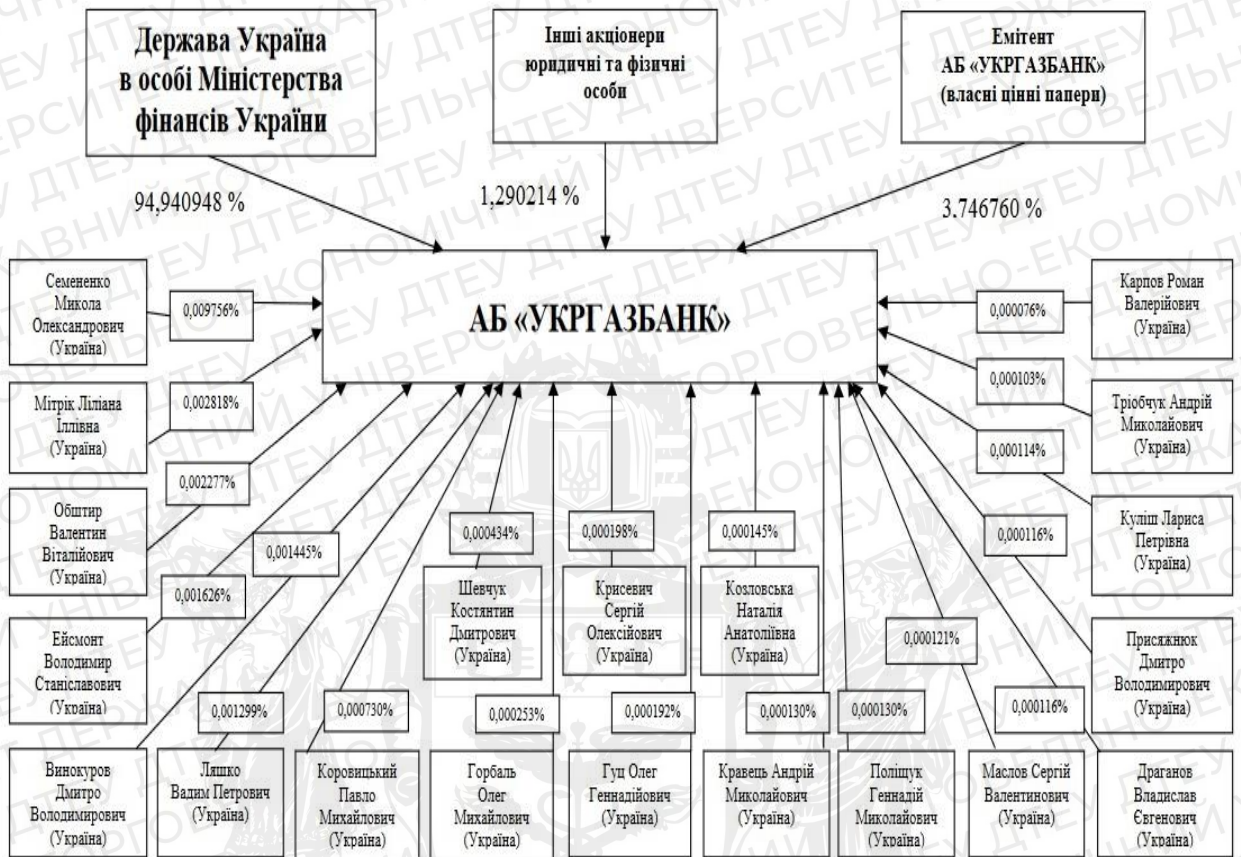 Держава Україна
в особі Міністерства
фінансів України
Інші акціонери
юридичні та фізичні
особи
Емітент
АБ «УКРГАЗБАНК»
(власні цінні папери)
94,940948 %
1,290214 %
3.746760 %
АБ «УКРГАЗБАНК»
Семененко
Микола
Олександрович
(Україна)
0,009756%
Мітрік Ліліана
Іллівна
(Україна)
0,002818%
Обштир
Валентин
Віталійович
(Україна)
0,002277%
Ейсмонт
Володимир
Станіславович
(Україна)
0,001626%
Винокуров
Дмитро
Володимирович
(Україна)
0,001445%
Ляшко
Вадим Петрович
(Україна)
0,001299%
Коровицький
Павло
Михайлович
(Україна)
0,000730%
0,000434%
Шевчук
Костянтин
Дмитрович
(Україна)
0,000253%
Горбаль
Олег
Михайлович
(Україна)
0,000198%
Крисевич
Сергій
Олексійович
(Україна)
0,000192%
Гуц Олег
Геннадійович
(Україна)
0,000145%
Козловська
Наталія
Анатоліївна
(Україна)
0,000130%
Кравець Андрій
Миколайович
(Україна)
0,000130%
Поліщук
Геннадій
Миколайович
(Україна)
0,000121%
Маслов Сергій
Валентинович
(Україна)
0,000116%
Драганов
Владислав
Євгенович
(Україна)
0,000116%
Присяжнюк
Дмитро
Володимирович
(Україна)
0,000114%
Куліш Лариса
Петрівна
(Україна)
0,000103%
Тріобчук Андрій
Миколайович
(Україна)
0,000076%
Карпов Роман
Валерійович
(Україна)